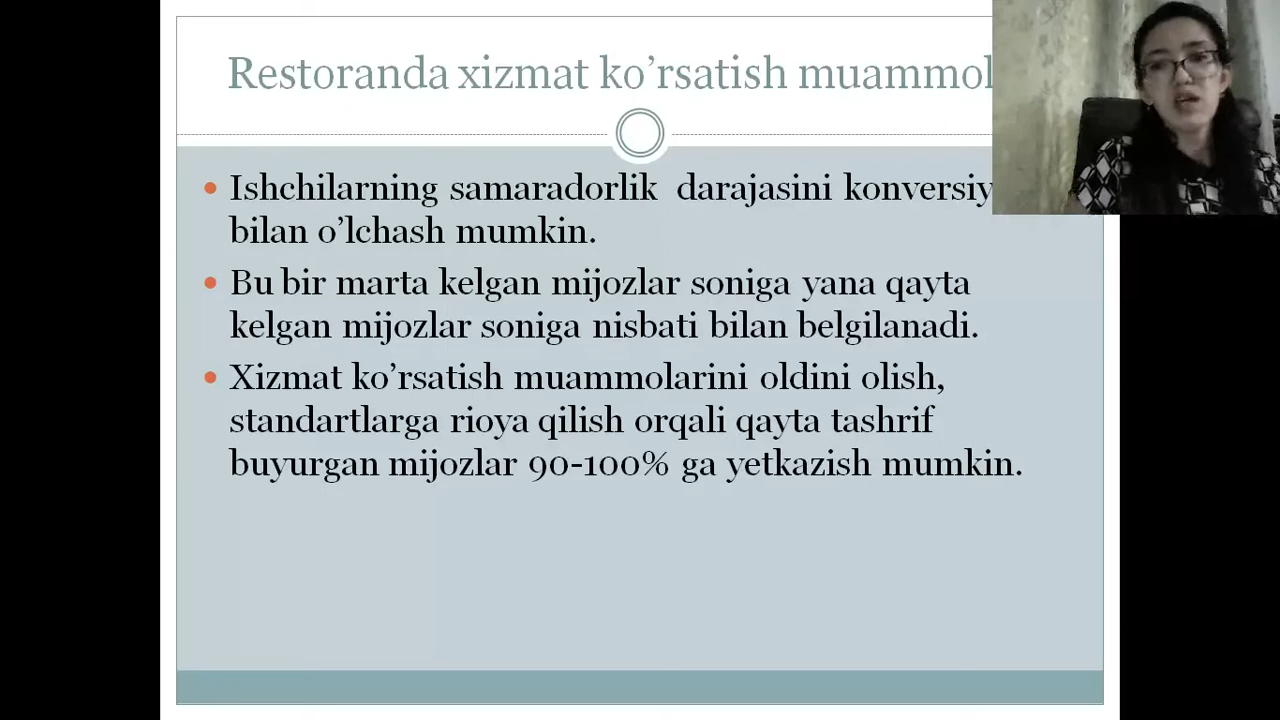 Restoranda xizmat ko’rsatish
Ishchilarning samaradorlik darajasini
bilan o’lchash mumkin.
Bu bir marta kelgan mijozlar soniga yana qayta
kelgan mijozlar soniga nisbati bilan belgilanadi.
Xizmat ko’rsatish muammolarini oldini olish,
standartlarga rioya qilish orqali qayta tashrif
buyurgan mijozlar 90-100% ga yetkazish mumkin.